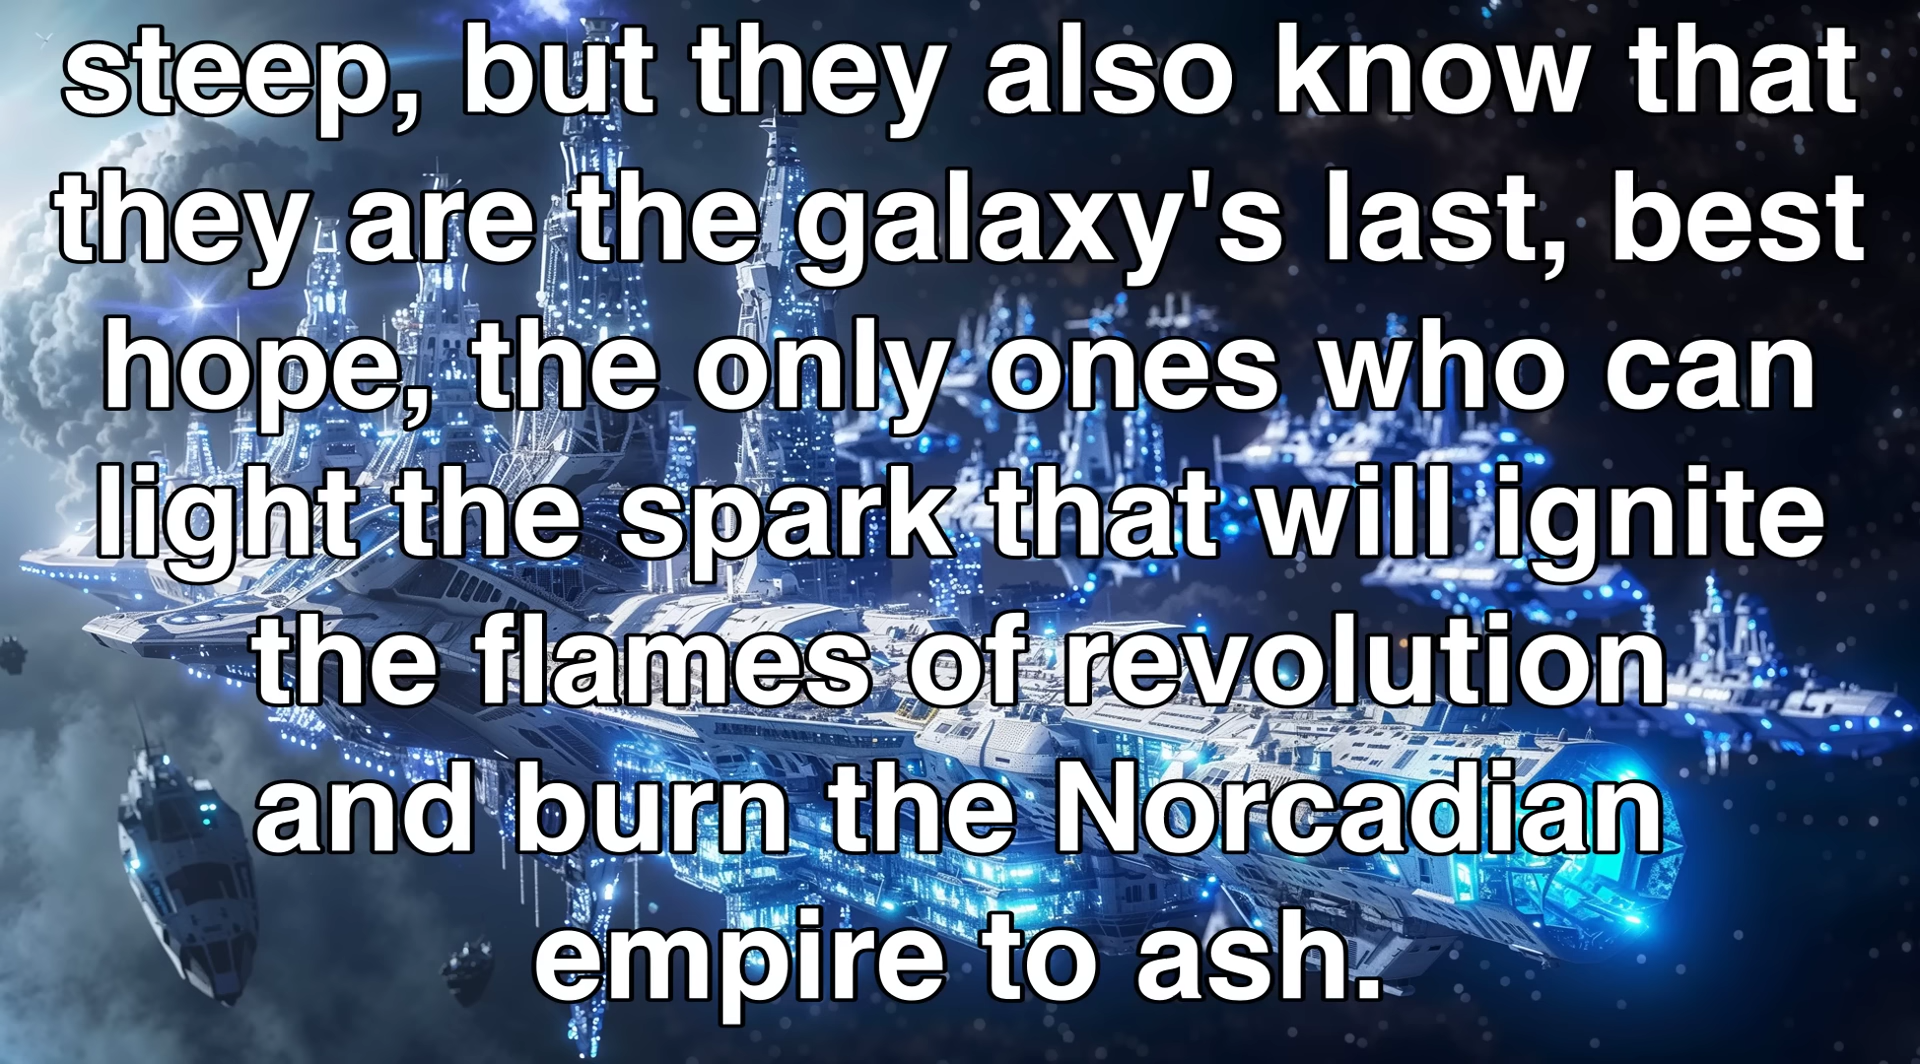 steep, but they also know that
they are the galaxy's last, best
hope, the only ones who can
light the spark that will ignite
the flames of revolution
and burn the Norcadian
empire to ash.